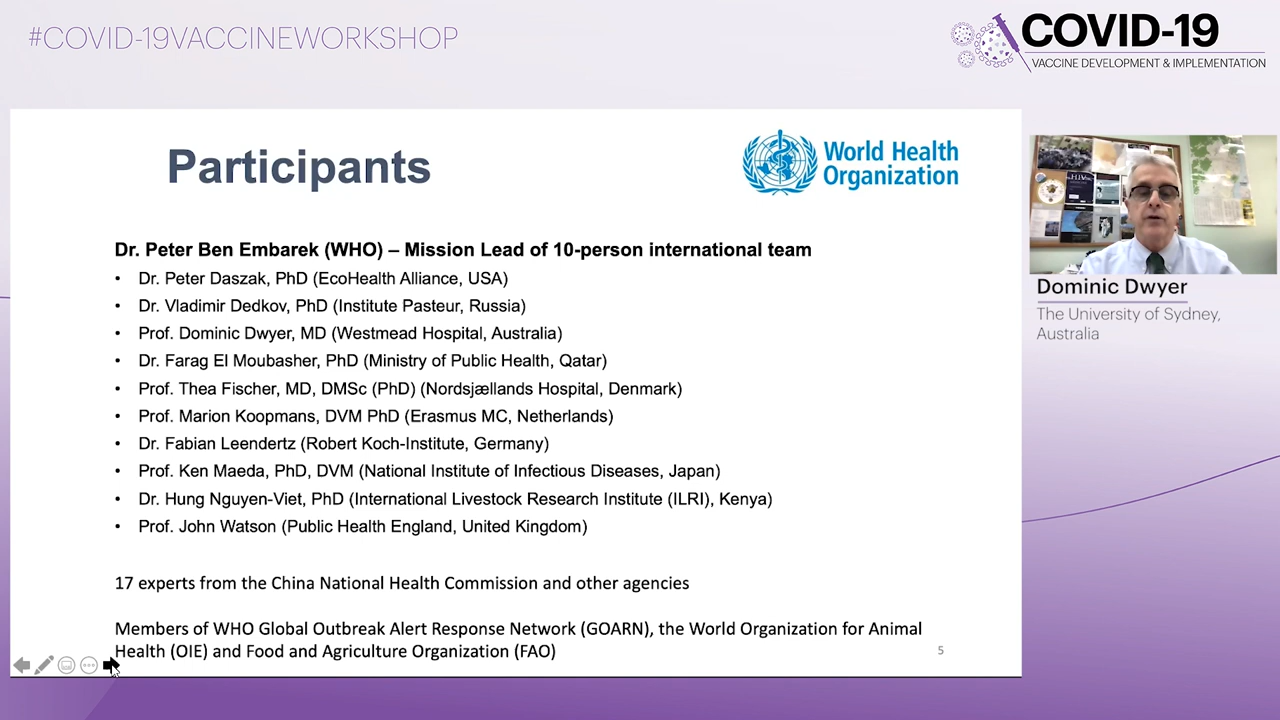 #COVID-19VACCINEWORKSHOP
COVID-19
VACCINE DEVELOPMENT & IMPLEMENTATION
Participants
World Health
Organization
Dr. Peter Ben Embarek (WHO) – Mission Lead of 10-person international team
• Dr. Peter Daszak, PhD (EcoHealth Alliance, USA)
• Dr. Vladimir Dedkov, PhD (Institute Pasteur, Russia)
• Prof. Dominic Dwyer, MD (Westmead Hospital, Australia)
• Dr. Farag El Moubasher, PhD (Ministry of Public Health, Qatar)
• Prof. Thea Fischer, MD, DMSc (PhD) (Nordsjællands Hospital, Denmark)
• Prof. Marion Koopmans, DVM PhD (Erasmus MC, Netherlands)
• Dr. Fabian Leendertz (Robert Koch-Institute, Germany)
• Prof. Ken Maeda, PhD, DVM (National Institute of Infectious Diseases, Japan)
• Dr. Hung Nguyen-Viet, PhD (International Livestock Research Institute (ILRI), Kenya)
• Prof. John Watson (Public Health England, United Kingdom)
17 experts from the China National Health Commission and other agencies
Members of WHO Global Outbreak Alert Response Network (GOARN), the World Organization for Animal
Health (OIE) and Food and Agriculture Organization (FAO)
5
HIV
Dominic Dwyer
The University of Sydney,
Australia